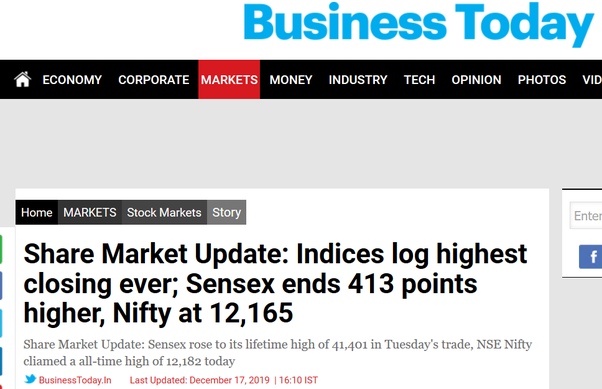 Business Today
ECONOMY CORPORATE MARKETS MONEY INDUSTRY TECH OPINION PHOTOS VID
Home MARKETS Stock Markets Story
Enter
f
Share Market Update: Indices log highest
closing ever; Sensex ends 413 points
higher, Nifty at 12,165
Share Market Update: Sensex rose to its lifetime high of 41,401 in Tuesday's trade, NSE Nifty
cliamed a all-time high of 12,182 today
BusinessToday.In Last Updated: December 17, 2019 | 16:10 IST